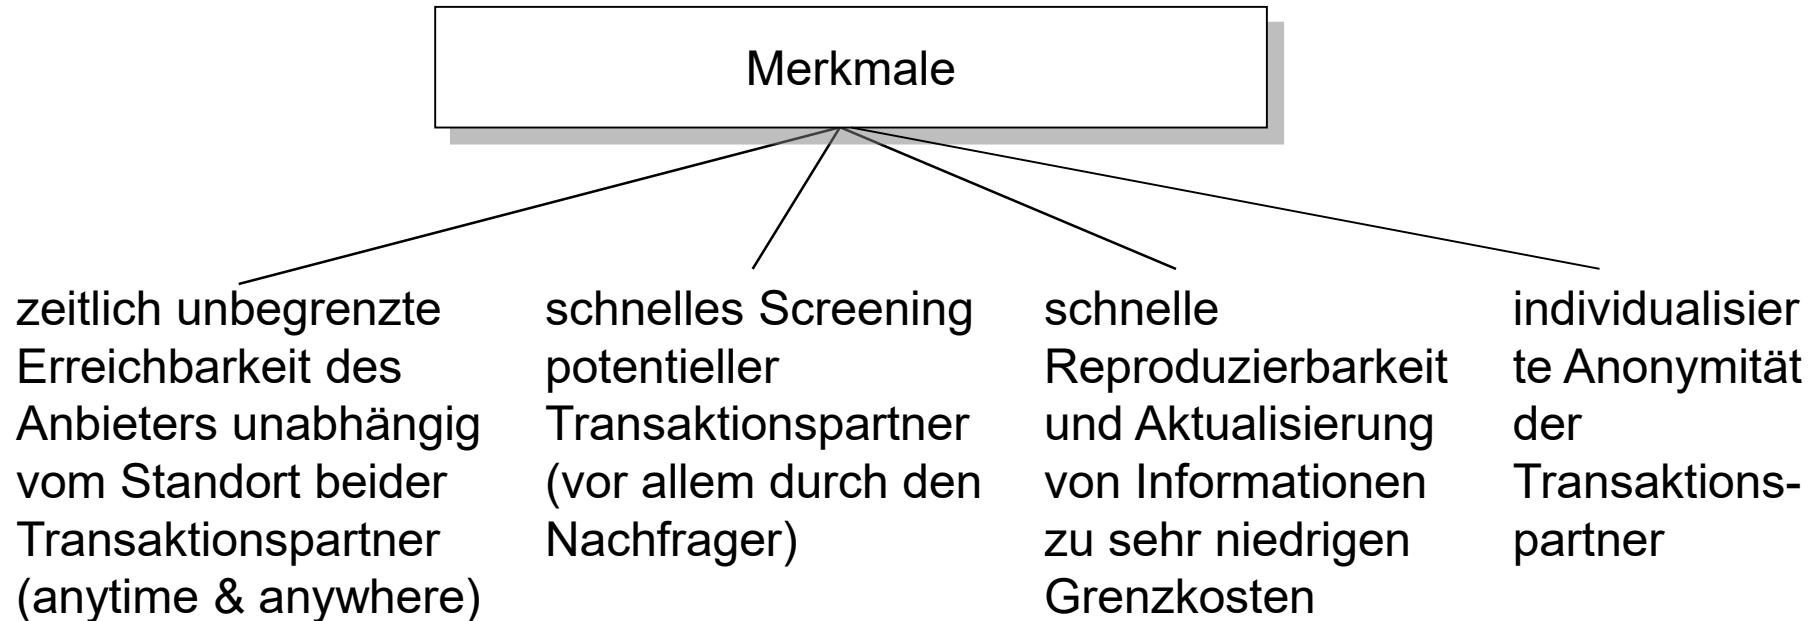 Merkmale
zeitlich unbegrenzte
Erreichbarkeit des
Anbieters unabhängig
vom Standort beider
Transaktionspartner
(anytime & anywhere)
schnelles Screening
potentieller
Transaktionspartner
(vor allem durch den
Nachfrager)
schnelle
Reproduzierbarkeit
und Aktualisierung
von Informationen
zu sehr niedrigen
Grenzkosten
individualisier
te Anonymität
der
Transaktions-
partner